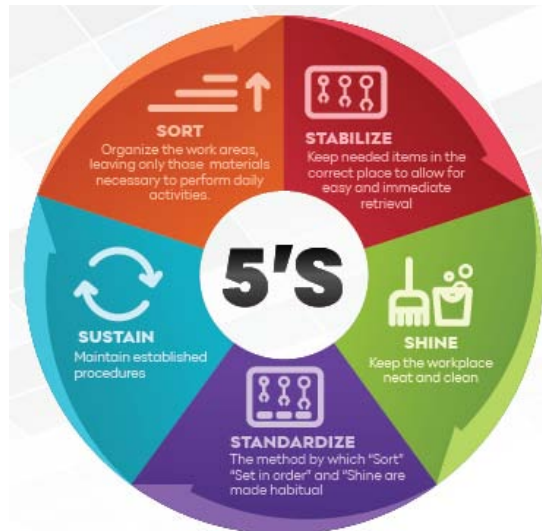 SORT
Organize the work areas,
leaving only those materials
necessary to perform daily
activities.
STABILIZE
Keep needed items in the
correct place to allow for
easy and immediate
retrieval
5'S
SHINE
Keep the workplace
neat and clean
STANDARDIZE
The method by which "Sort"
"Set in order" and "Shine are
made habitual
SUSTAIN
Maintain established
procedures